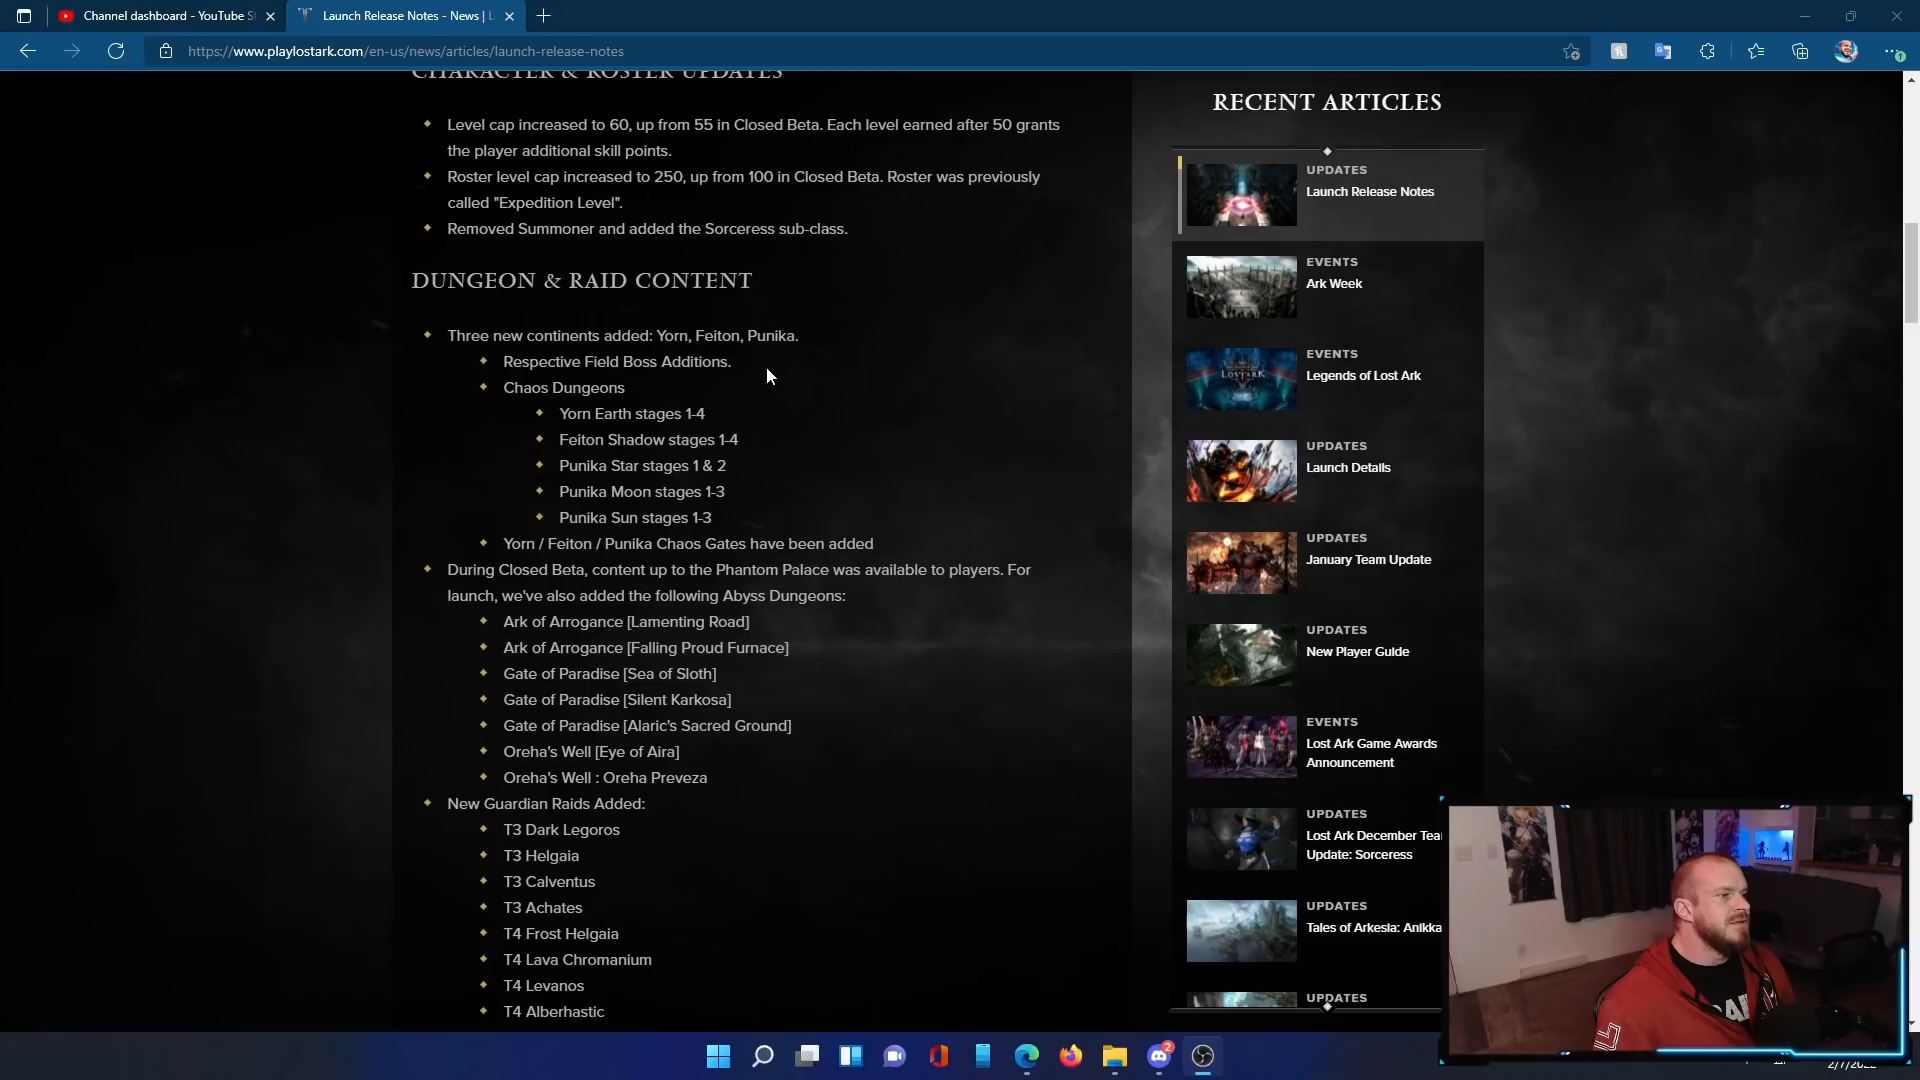 Channel dashboard - YouTube S
Launch Release Notes - News | L
https://www.playlostark.com/en-us/news/articles/launch-release-notes
CHARACTER & ROSTER UPDATES
Level cap increased to 60, up from 55 in Closed Beta. Each level earned after 50 grants
the player additional skill points.
Roster level cap increased to 250, up from 100 in Closed Beta. Roster was previously
called "Expedition Level".
Removed Summoner and added the Sorceress sub-class.
DUNGEON & RAID CONTENT
Three new continents added: Yorn, Feiton, Punika.
Respective Field Boss Additions.
Chaos Dungeons
Yorn Earth stages 1-4
Feiton Shadow stages 1-4
Punika Star stages 1 & 2
Punika Moon stages 1-3
Punika Sun stages 1-3
Yorn / Feiton / Punika Chaos Gates have been added
During Closed Beta, content up to the Phantom Palace was available to players. For
launch, we've also added the following Abyss Dungeons:
Ark of Arrogance [Lamenting Road]
Ark of Arrogance [Falling Proud Furnace]
Gate of Paradise [Sea of Sloth]
Gate of Paradise [Silent Karkosa]
Gate of Paradise [Alaric's Sacred Ground]
Oreha's Well [Eye of Aira]
Oreha's Well : Oreha Preveza
New Guardian Raids Added:
T3 Dark Legoros
T3 Helgaia
T3 Calventus
T3 Achates
T4 Frost Helgaia
T4 Lava Chromanium
T4 Levanos
T4 Alberhastic
RECENT ARTICLES
UPDATES
Launch Release Notes
EVENTS
Ark Week
EVENTS
Legends of Lost Ark
LOSTARK
UPDATES
Launch Details
UPDATES
January Team Update
UPDATES
New Player Guide
EVENTS
Lost Ark Game Awards
Announcement
UPDATES
Lost Ark December Tea
Update: Sorceress
UPDATES
Tales of Arkesia: Anikka
UPDATES
2